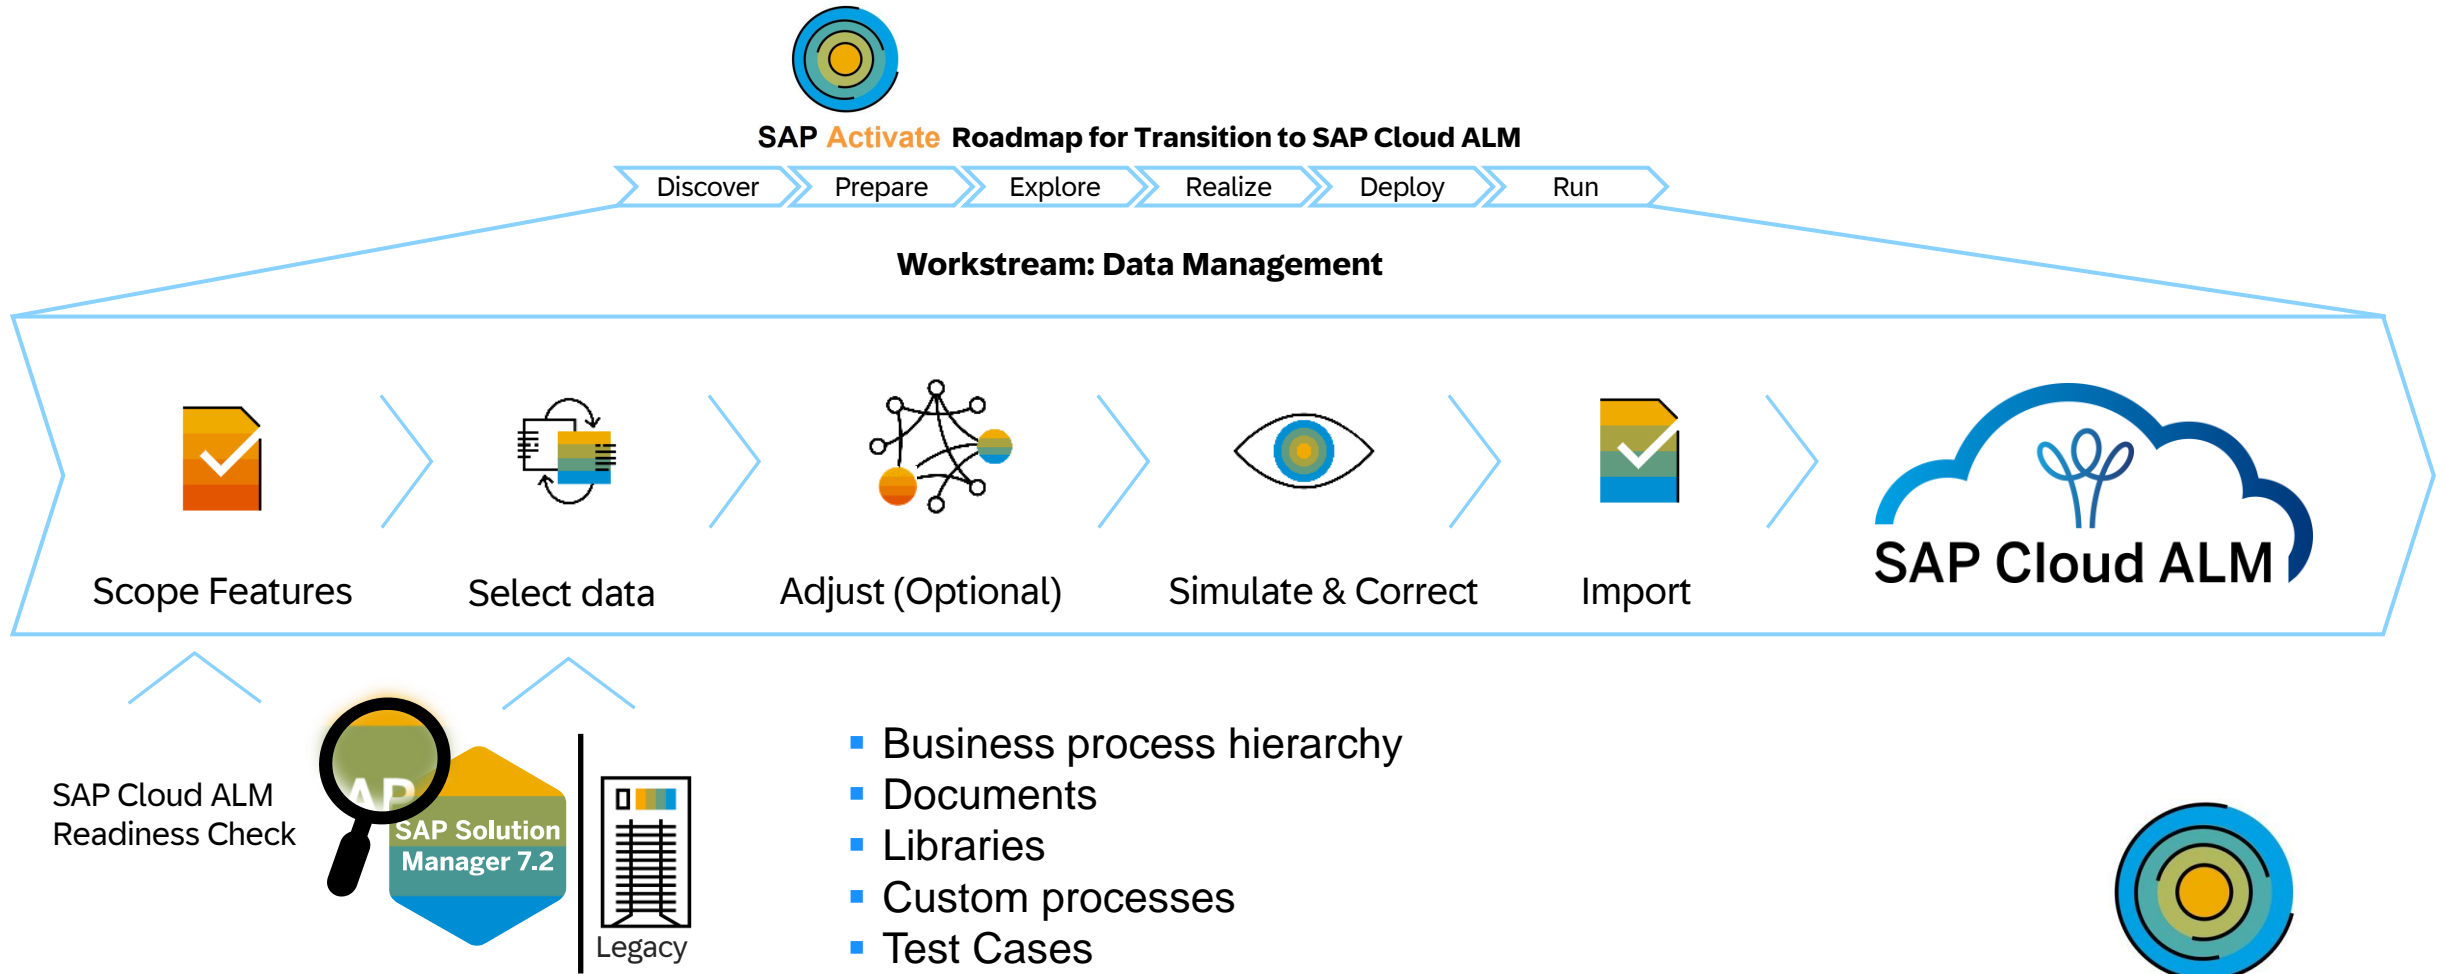 SAP Activate Roadmap for Transition to SAP Cloud ALM
Discover Prepare Explore Realize Deploy Run
Workstream: Data Management
Scope Features Select data Adjust (Optional) Simulate & Correct Import
SAP Cloud ALM
SAP Cloud ALM
Readiness Check
AP
SAP Solution
Manager 7.2
Legacy
▪ Business process hierarchy
▪ Documents
▪ Libraries
▪ Custom processes
▪ Test Cases